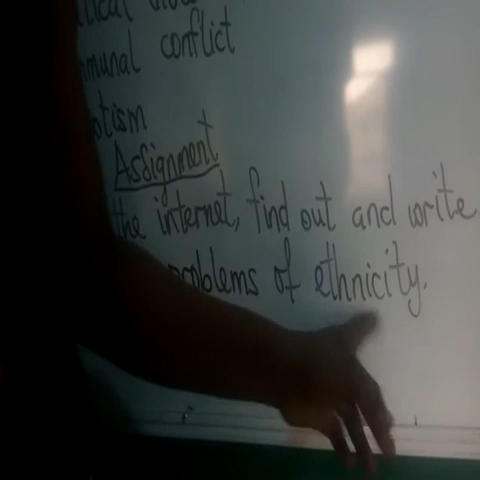 conflict
Assignment
the internet, find out and write
problems of ethnicity.